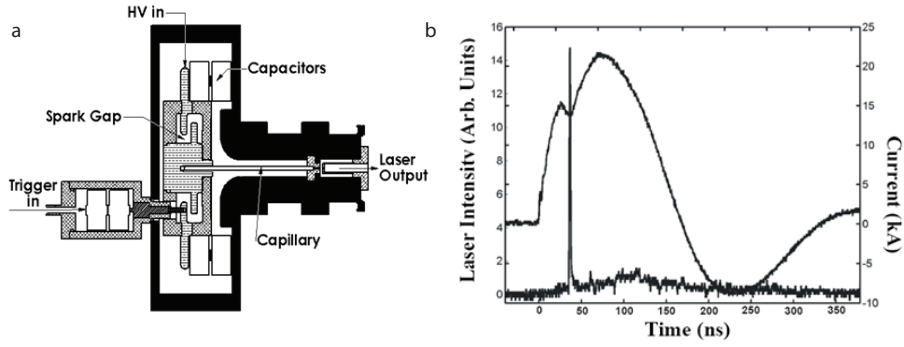 a
HV in
Capacitors
Spark Gap
Laser
Output
Trigger
in
Capillary
b
Laser Intensity (Arb. Units)
16
14
12
10
8
6
4
2
0
25
20
15
10
5
0
-5
-10
Current (kA)
0 50 100 150 200 250 300 350
Time (ns)